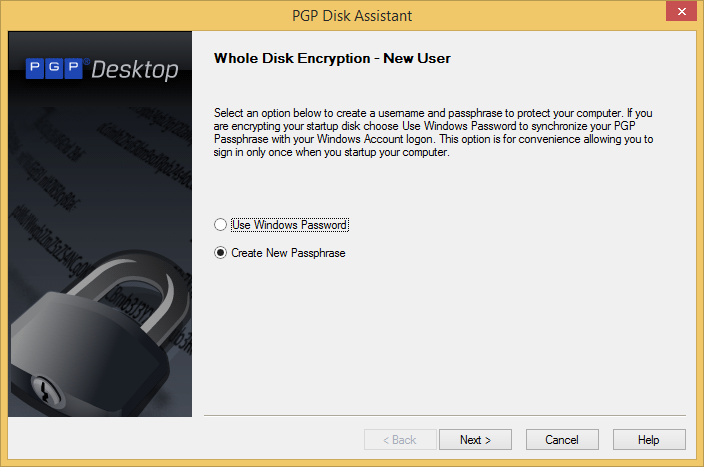 PGP Disk Assistant
PGP® Desktop
Whole Disk Encryption - New User
Select an option below to create a username and passphrase to protect your computer. If you
are encrypting your startup disk choose Use Windows Password to synchronize your PGP
Passphrase with your Windows Account logon. This option is for convenience allowing you to
sign in only once when you startup your computer.
Use Windows Password
Create New Passphrase
< Back
Next >
Cancel
Help